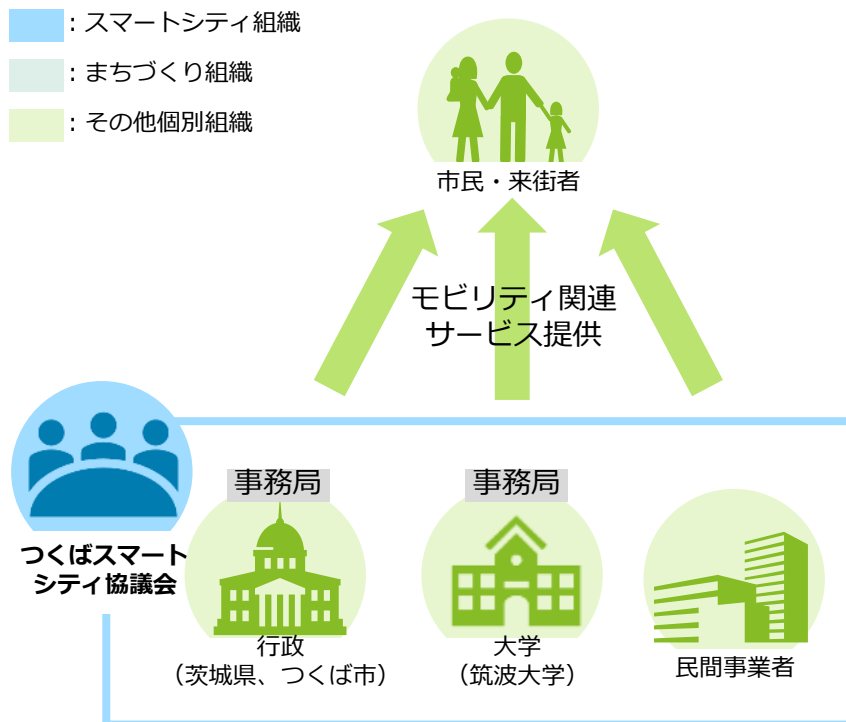 ：スマートシティ組織
：まちづくり組織
：その他個別組織
市民・来街者
モビリティ関連
サービス提供
つくばスマート
シティ協議会
事務局
行政
（茨城県、つくば市）
事務局
大学
（筑波大学）
民間事業者